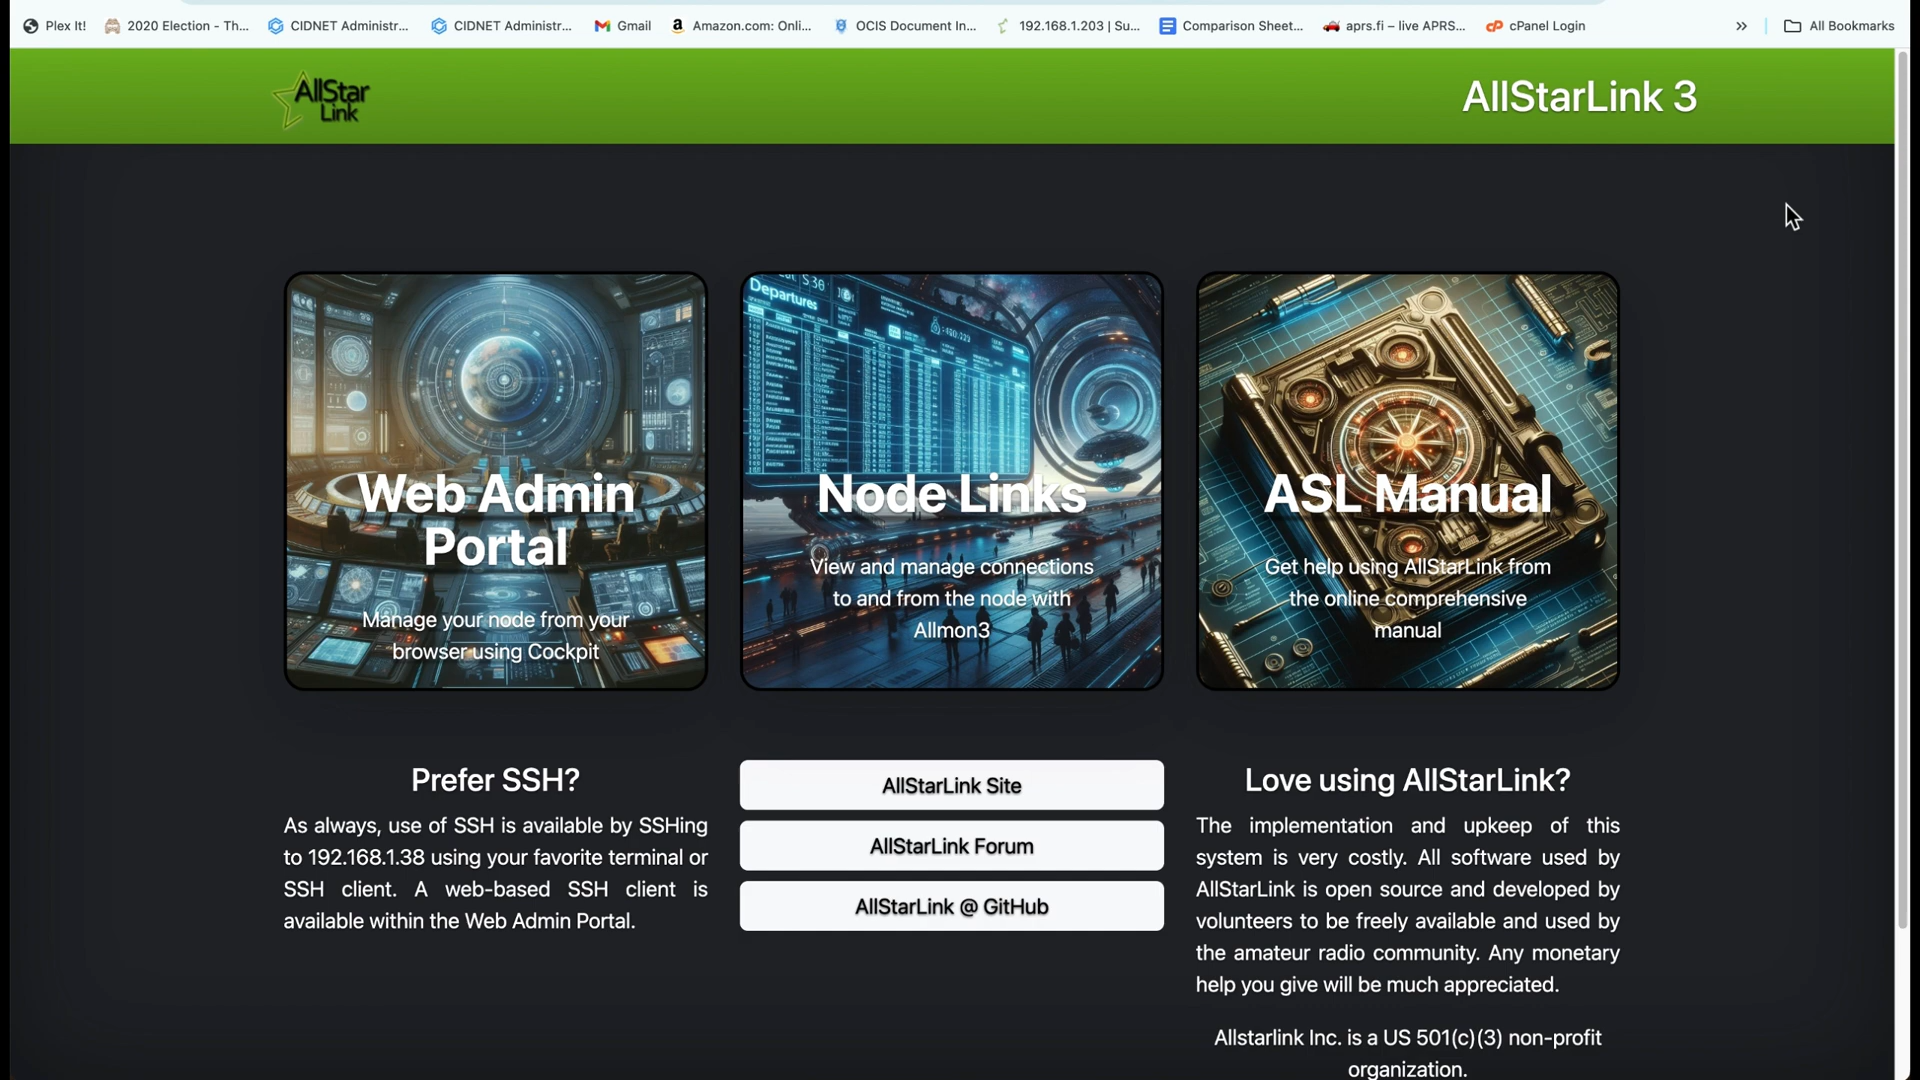 Plex It!
2020 Election - Th...
CIDNET Administr...
CIDNET Administr...
Gmail
Amazon.com: Onli...
OCIS Document In...
192.168.1.203 | Su...
Comparison Sheet...
aprs.fi – live APRS...
cPanel Login
All Bookmarks
AllStar
Link
AllStarLink 3
Web Admin
Portal
Manage your node from your
browser using Cockpit
Departures
Node Links
View and manage connections
to and from the node with
Allmon3
ASL Manual
Get help using AllStarLink from
the online comprehensive
manual
Prefer SSH?
As always, use of SSH is available by SSHing
to 192.168.1.38 using your favorite terminal or
SSH client. A web-based SSH client is
available within the Web Admin Portal.
AllStarLink Site
AllStarLink Forum
AllStarLink @ GitHub
Love using AllStarLink?
The implementation and upkeep of this
system is very costly. All software used by
AllStarLink is open source and developed by
volunteers to be freely available and used by
the amateur radio community. Any monetary
help you give will be much appreciated.
Allstarlink Inc. is a US 501(c)(3) non-profit
organization.